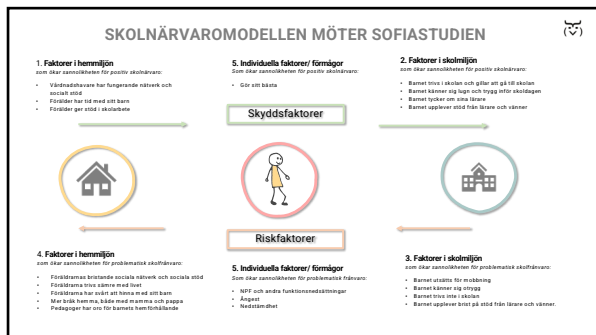 SKOLNÄRVAROMODELLEN MÖTER SOFIASTUDIEN
1. Faktorer i hemmiljön
som ökar sannolikheten för positiv skolnärvaro:
• Vårdnadshavare har fungerande nätverk och
socialt stöd
• Förälder har tid med sitt barn
• Förälder ger stöd i skolarbete
5. Individuella faktorer/ förmågor
Som ökar sannolikheten för positiv skolnärvaro:
• Gör sitt bästa
2. Faktorer i skolmiljön
som ökar sannolikheten för positiv skolnärvaro:
• Barnet trivs i skolan och gillar att gå till skolan
• Barnet känner sig lugn och trygg inför skoldagen
• Barnet tycker om sina lärare
• Barnet upplever stöd från lärare och vänner
Skyddsfaktorer
Riskfaktorer
4. Faktorer i hemmiljön
som ökar sannolikheten för problematisk skolfrånvaro:
• Föräldrarnas bristande sociala nätverk och sociala stöd
• Föräldrarna trivs sämre med livet
• Föräldrarna har svårt att hinna med sitt barn
• Mer bråk hemma, både med mamma och pappa
• Pedagoger har oro för barnets hemförhållande
5. Individuella faktorer/ förmågor
Som ökar sannolikheten för problematisk frånvaro:
• NPF och andra funktionsnedsättningar
• Ångest
• Nedstämdhet
3. Faktorer i skolmiljön
som ökar sannolikheten för problematisk skolfrånvaro:
• Barnet utsätts för mobbning
• Barnet känner sig otrygg
• Barnet trivs inte i skolan
• Barnet upplever brist på stöd från lärare och vänner.